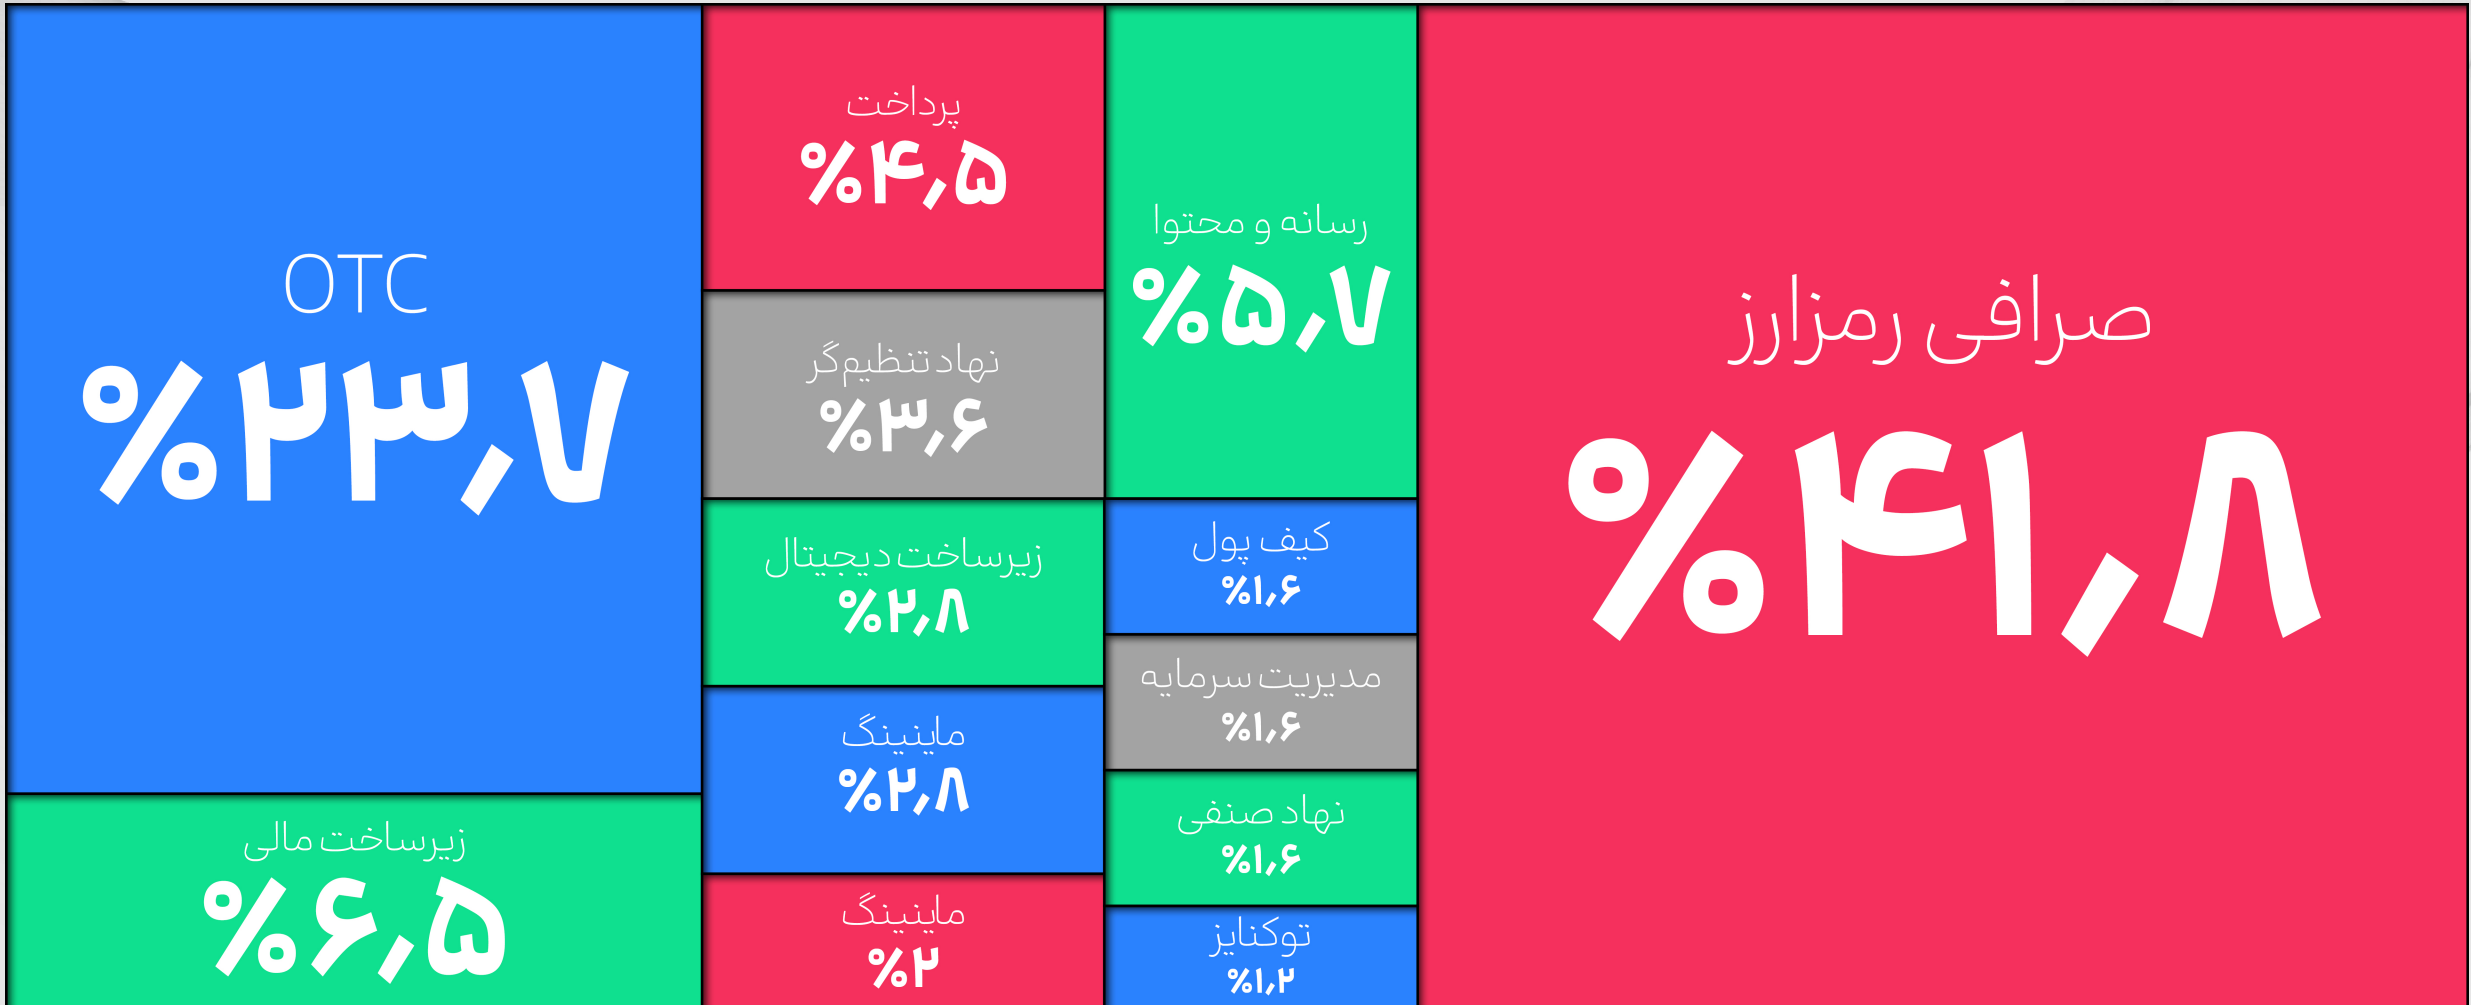 صرافی رمزارز
%۴۱٫۸
رسانه و محتوا
%۵٫۷
کیف پول
%۱٫۶
مدیریت سرمایه
%۱٫۶
نهاد صنفی
%۱٫۶
توکنایز
%۱٫۲
پرداخت
%۴٫۵
نهاد تنظیم‌گر
%۳٫۶
زیرساخت دیجیتال
%۲٫۸
ماینینگ
%۲٫۸
ماینینگ
%۲
OTC
%۲۳٫۷
زیرساخت مالی
%۶٫۵